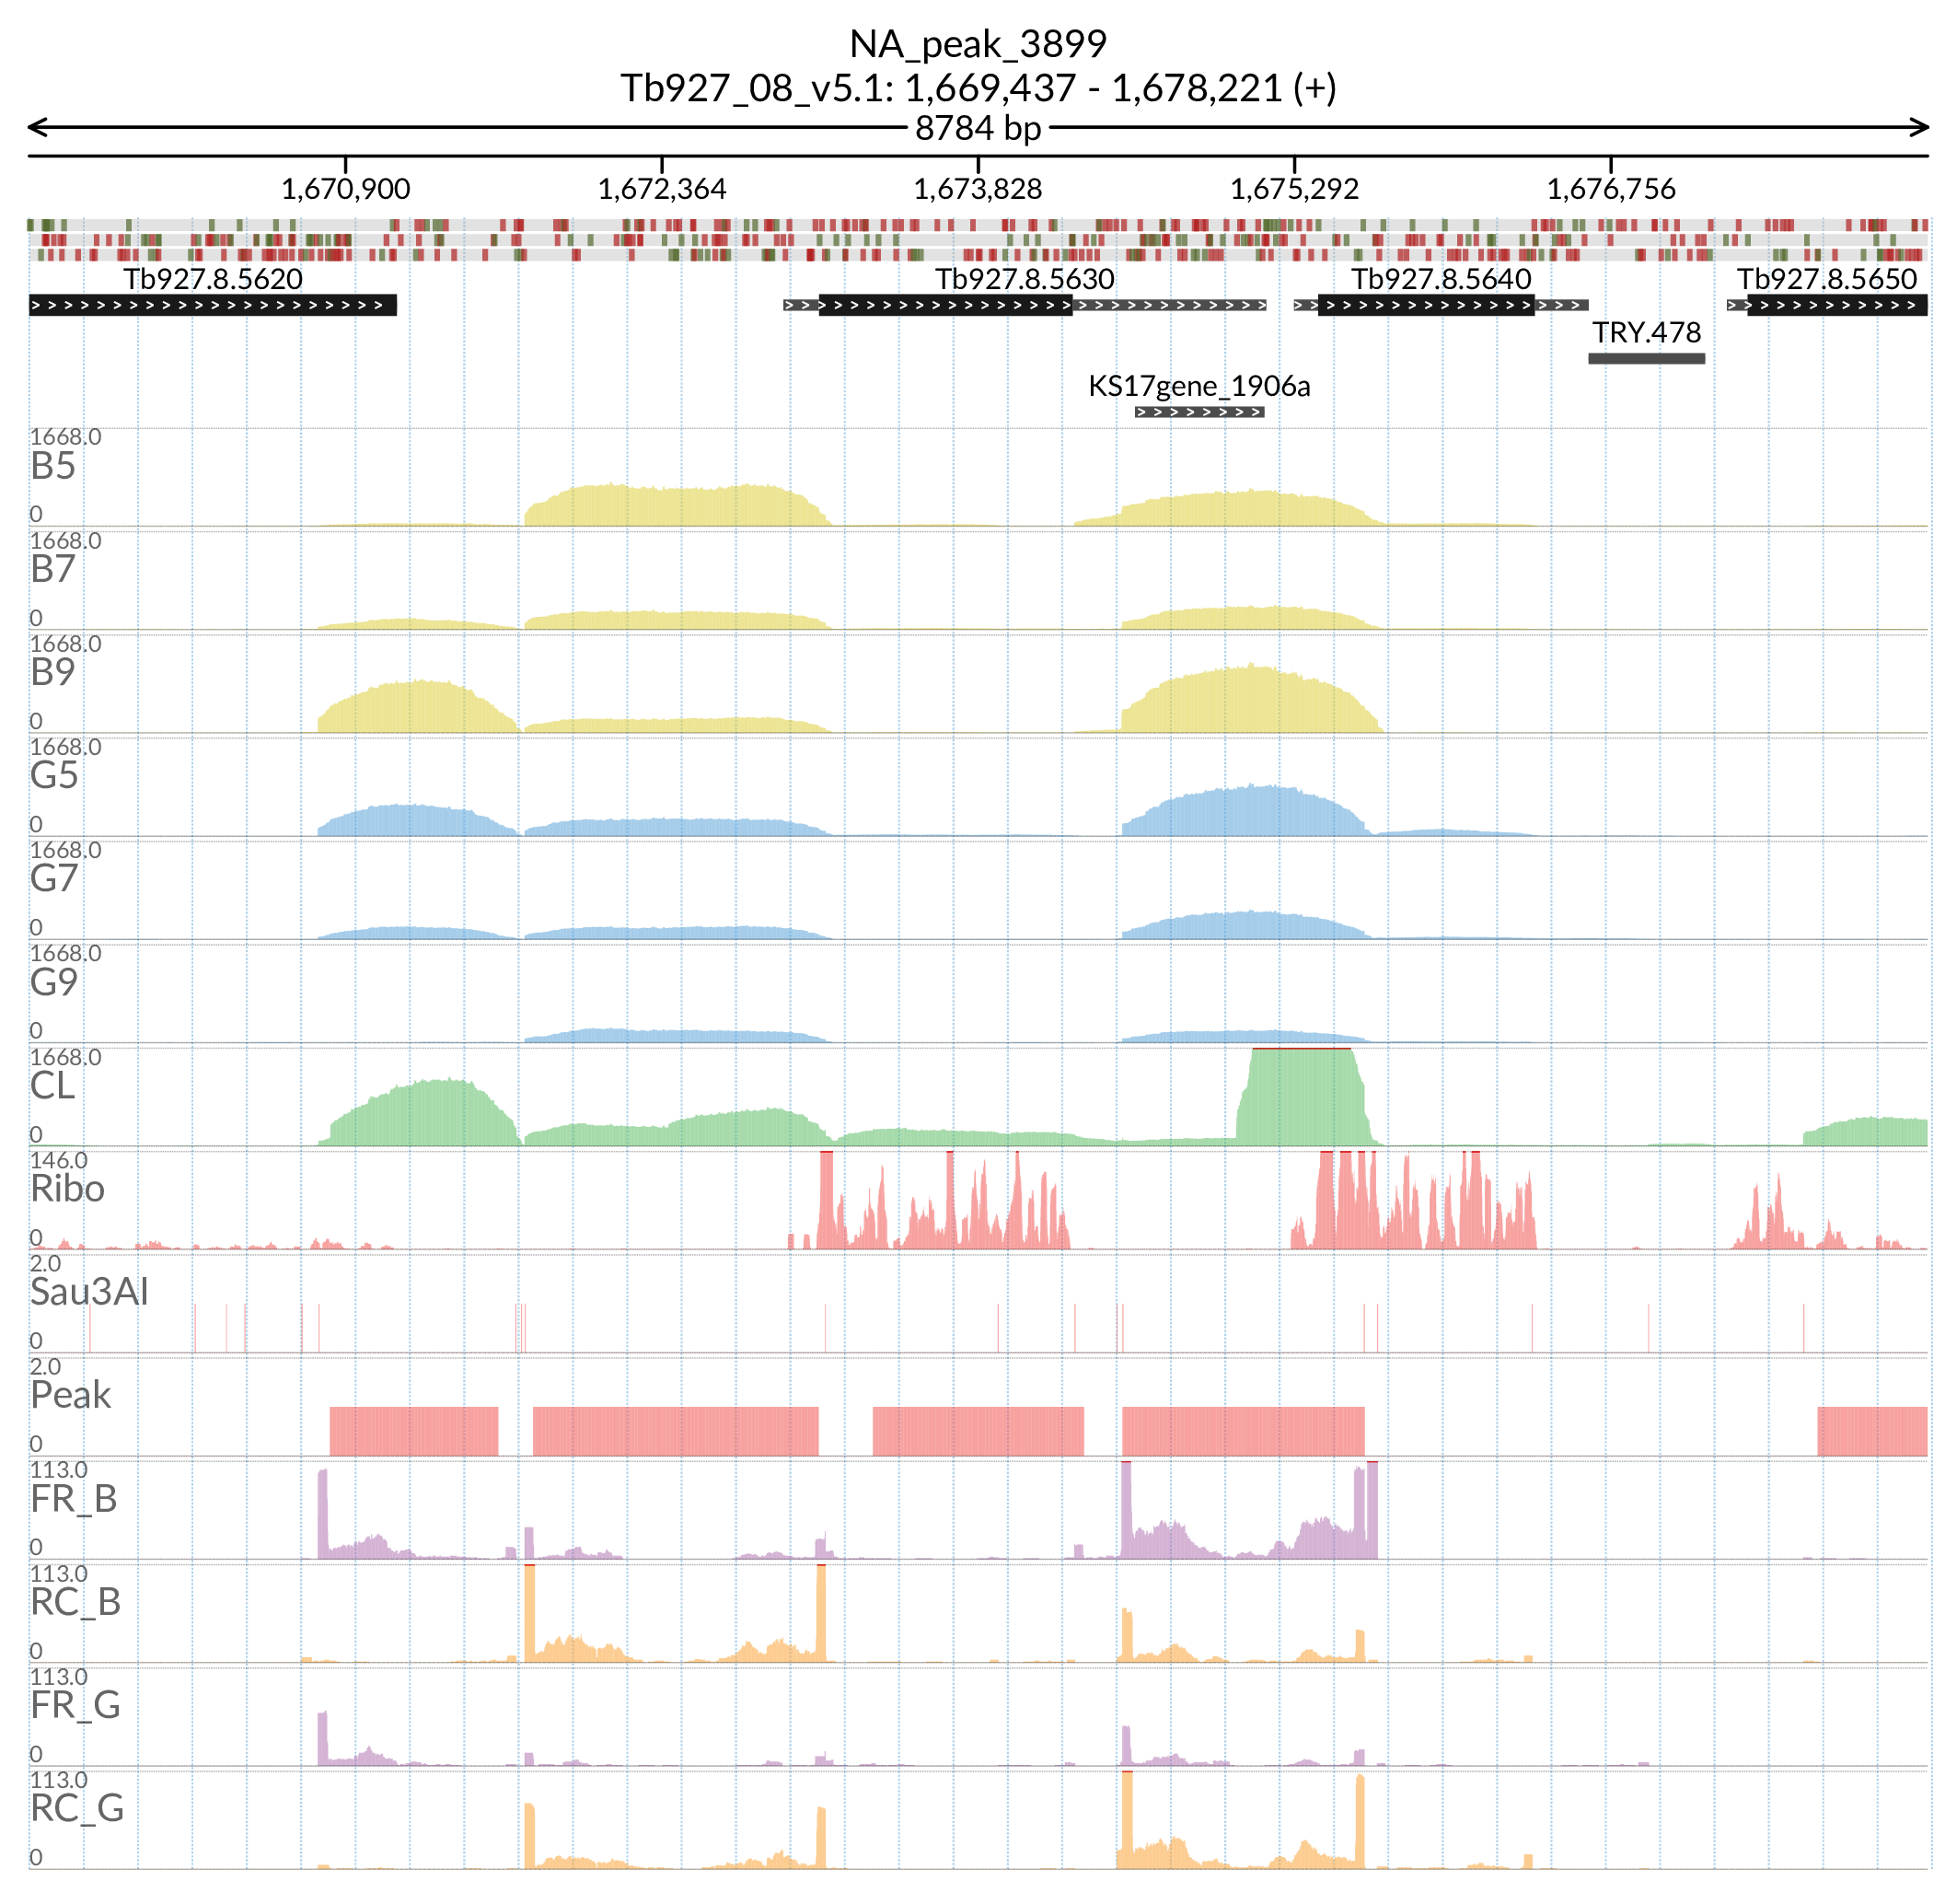 NA_peak_3899
Tb927_08_v5.1: 1,669,437 - 1,678,221 (+)
8784 bp
1,670,900 1,672,364 1,673,828 1,675,292 1,676,756
Tb927.8.5620 Tb927.8.5630 Tb927.8.5640 Tb927.8.5650
TRY.478
KS17gene_1906a
1668.0
B5
0
1668.0
B7
0
1668.0
B9
0
1668.0
G5
0
1668.0
G7
0
1668.0
G9
0
1668.0
CL
0
146.0
Ribo
0
2.0
Sau3AI
0
2.0
Peak
0
113.0
FR_B
0
113.0
RC_B
0
113.0
FR_G
0
113.0
RC_G
0